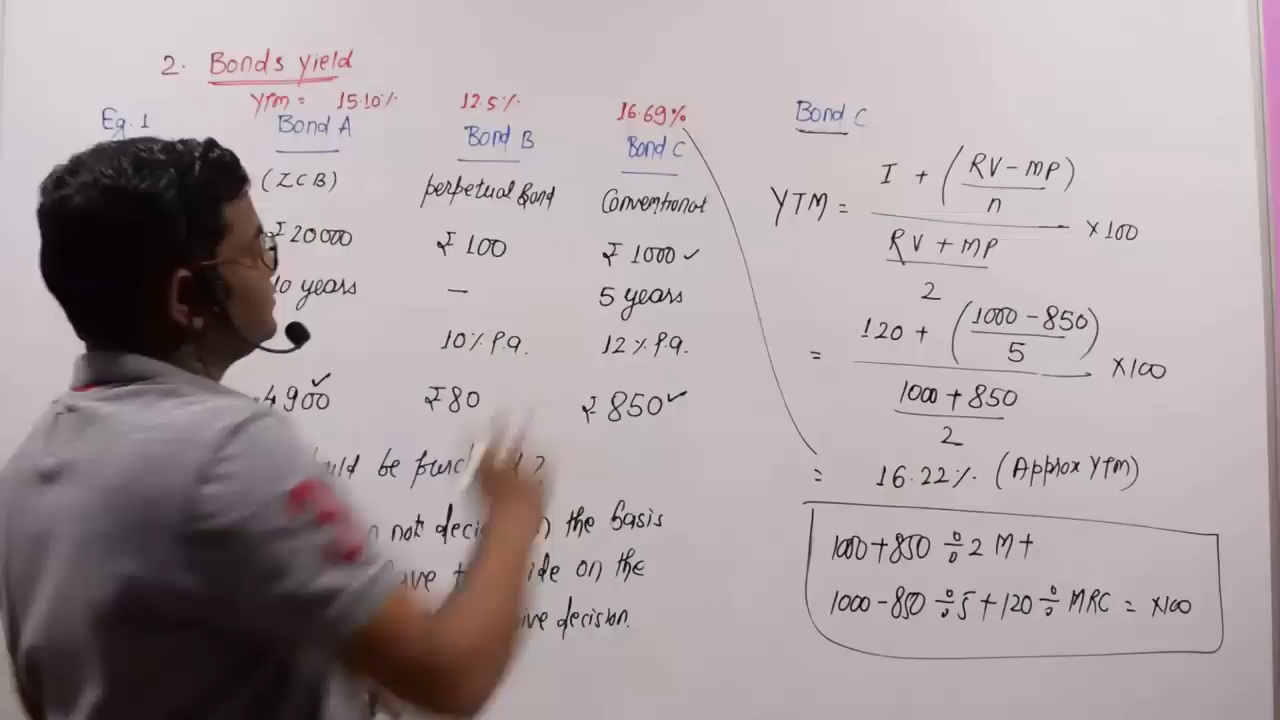 2. Bonds yield
YTM = 15.10% 12.5% 16.69%
Eg. 1 Bond A Bond B Bond C
(ZCB) perpetual Bond Conventional
₹20000 ₹100 ₹1000 ✓
10 years — 5 years
10% P.a. 12% P.a.
4900 ✓ ₹80 ₹850 ✓
be ?
not the basis
on the
decision.
Bond C
YTM = I + (RV - MP)
n
RV + MP
2
× 100
= 120 + (1000 - 850)
5
1000 + 850
2
×100
= 16.22% (Approx YTM)
1000+850 ÷2 M+
1000-850 ÷5+120 ÷ MRC = ×100